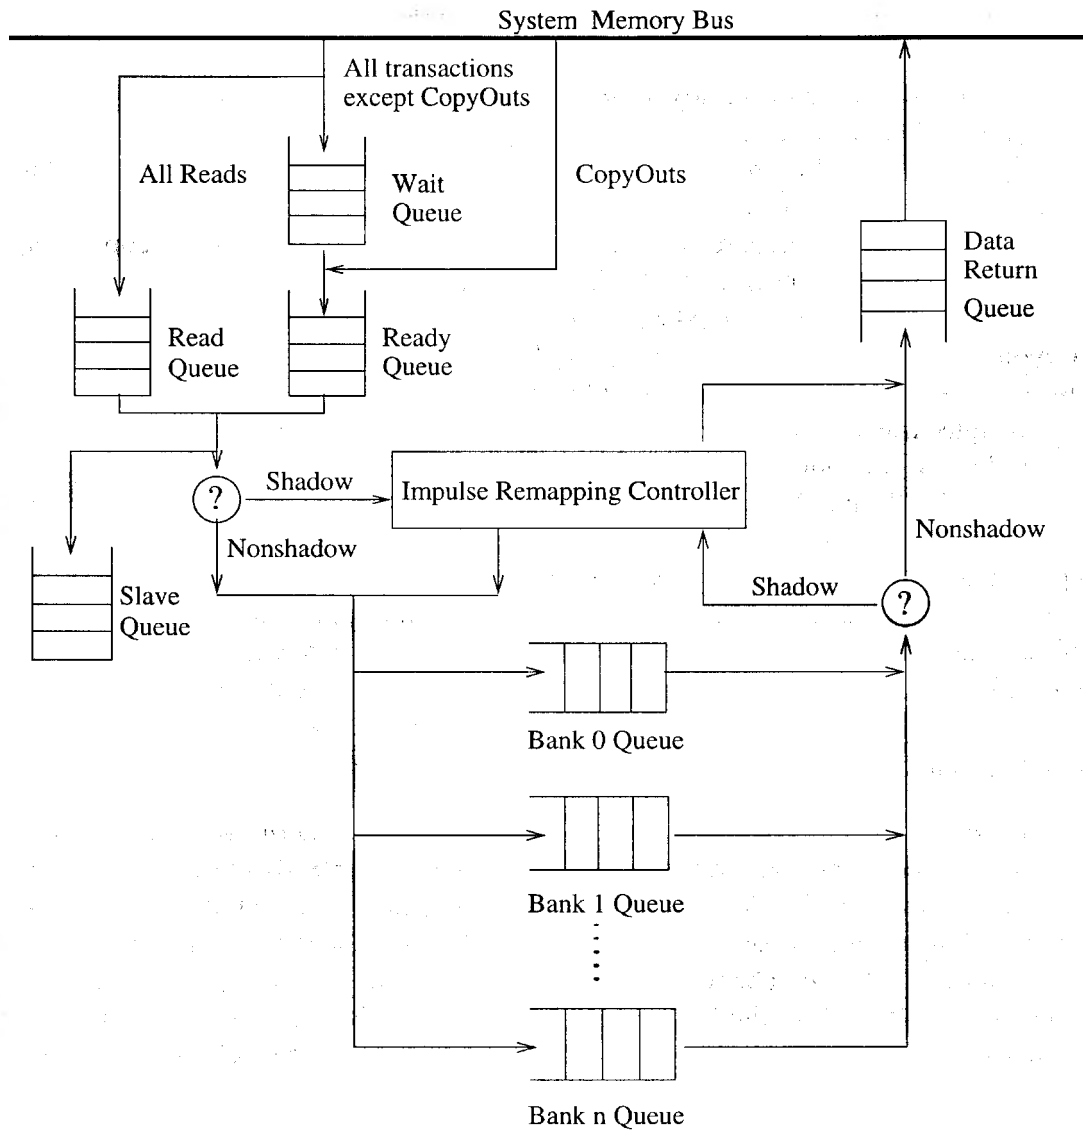 System Memory Bus
All transactions
except CopyOuts
All Reads
Wait
Queue
CopyOuts
Data
Return
Queue
Read
Queue
Ready
Queue
?
Shadow
Impulse Remapping Controller
Nonshadow
Nonshadow
Shadow
?
Slave
Queue
Bank 0 Queue
Bank 1 Queue
Bank n Queue